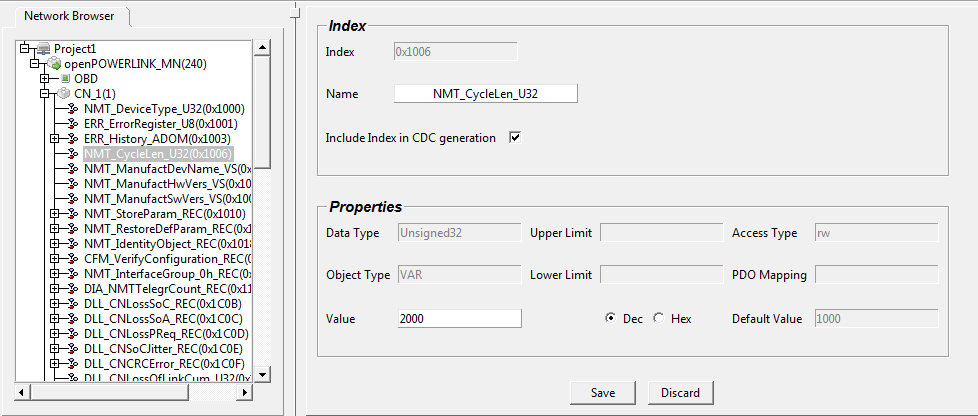 Network Browser
Project1
openPOWERLINK_MN(240)
OBD
CN_1(1)
NMT_DeviceType_U32(0x1000)
ERR_ErrorRegister_U8(0x1001)
ERR_History_ADOM(0x1003)
NMT_CycleLen_U32(0x1006)
NMT_ManufactDevName_VS(0x
NMT_ManufactHwVers_VS(0x10
NMT_ManufactSwVers_VS(0x100
NMT_StoreParam_REC(0x1010)
NMT_RestoreDefParam_REC(0x1
NMT_IdentityObject_REC(0x1018
CFM_VerifyConfiguration_REC(0x
NMT_InterfaceGroup_0h_REC(0x
DIA_NMTTelegrCount_REC(0x11
DLL_CNLossSoC_REC(0x1C0B)
DLL_CNLossSoA_REC(0x1C0C)
DLL_CNLossPReq_REC(0x1C0D)
DLL_CNSoCJitter_REC(0x1C0E)
DLL_CNCRCError_REC(0x1C0F)
DLL_CNLossOfLinkCum_U32(0x
Index
Index 0x1006
Name NMT_CycleLen_U32
Include Index in CDC generation
Properties
Data Type Unsigned32 Upper Limit Access Type rw
Object Type VAR Lower Limit PDO Mapping
Value 2000 Dec Hex Default Value 1000
Save Discard